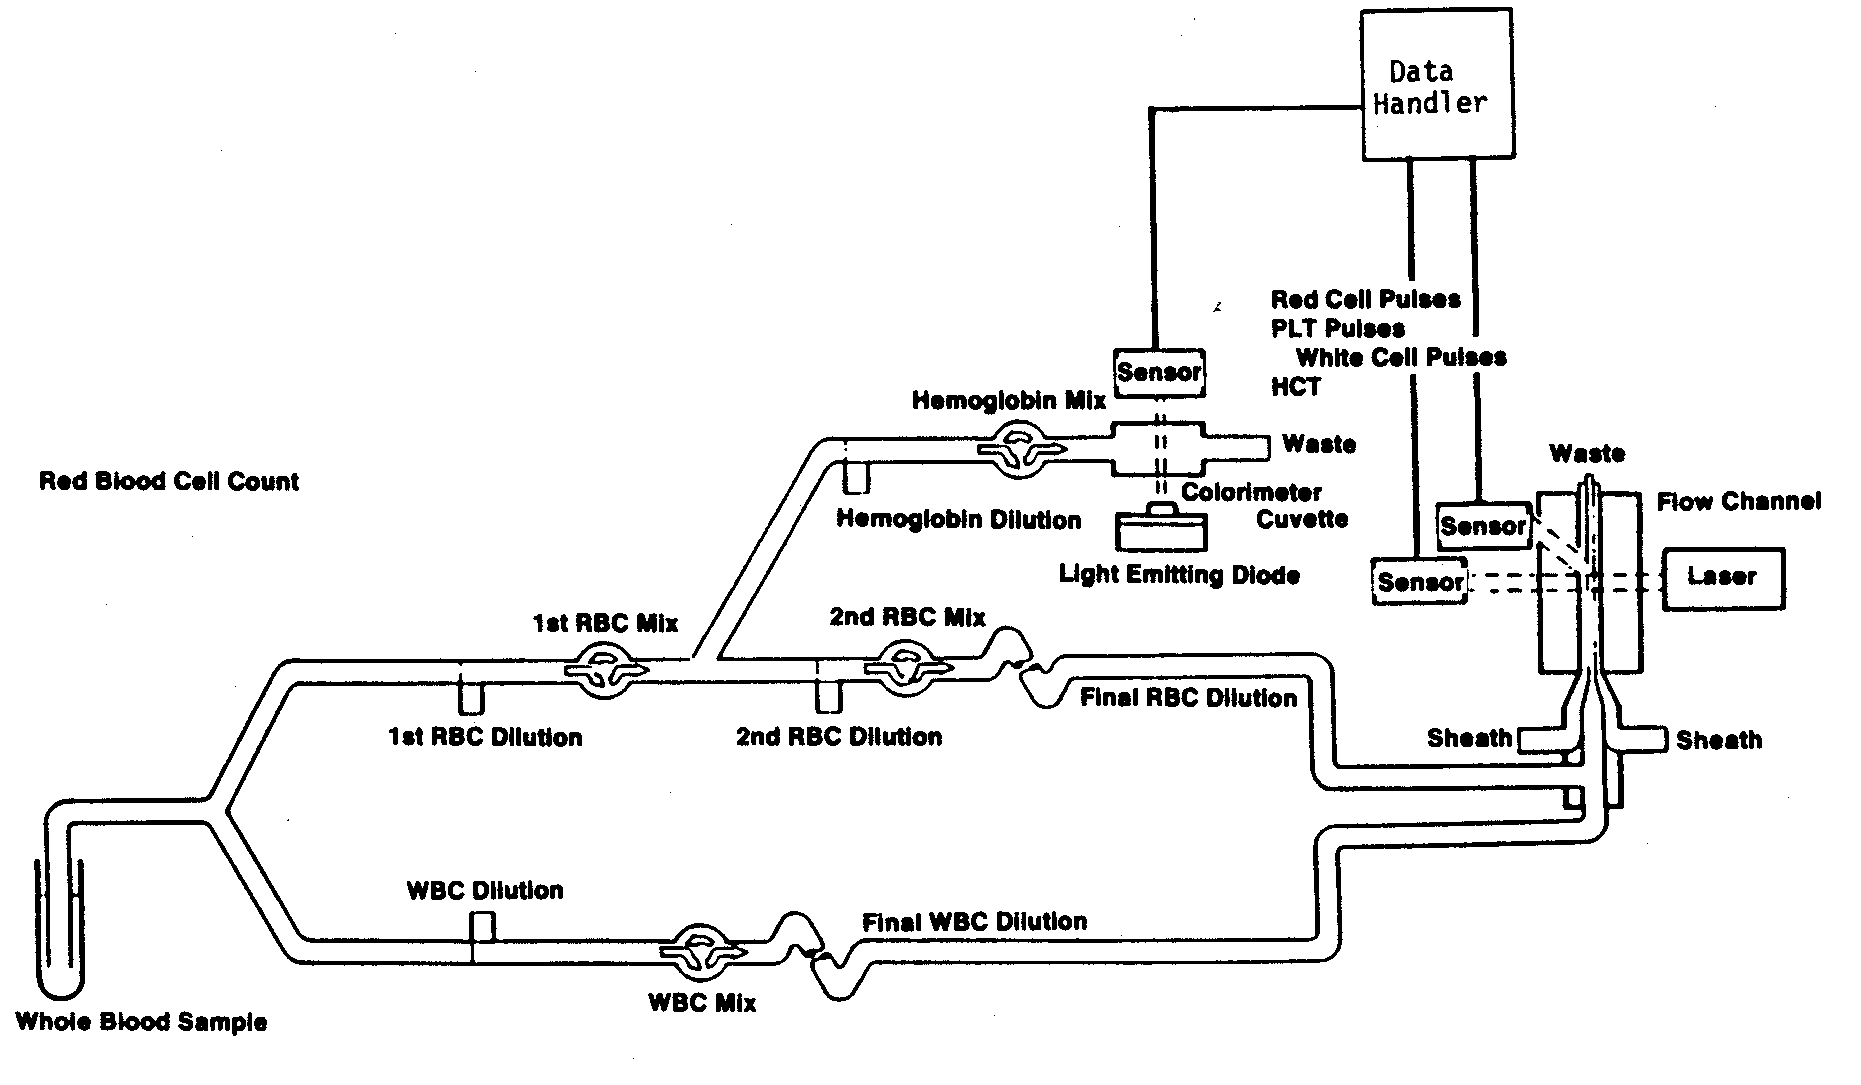 Data
Handler
Red Cell Pulses
PLT Pulses
White Cell Pulses
HCT
Sensor
Hemoglobin Mix
Waste
Waste
Red Blood Cell Count
Colorimeter
Cuvette
Flow Channel
Hemoglobin Dilution
Sensor
Light Emitting Diode
Sensor
Laser
1st RBC Mix
2nd RBC Mix
Final RBC Dilution
1st RBC Dilution
2nd RBC Dilution
Sheath
Sheath
WBC Dilution
Final WBC Dilution
WBC Mix
Whole Blood Sample